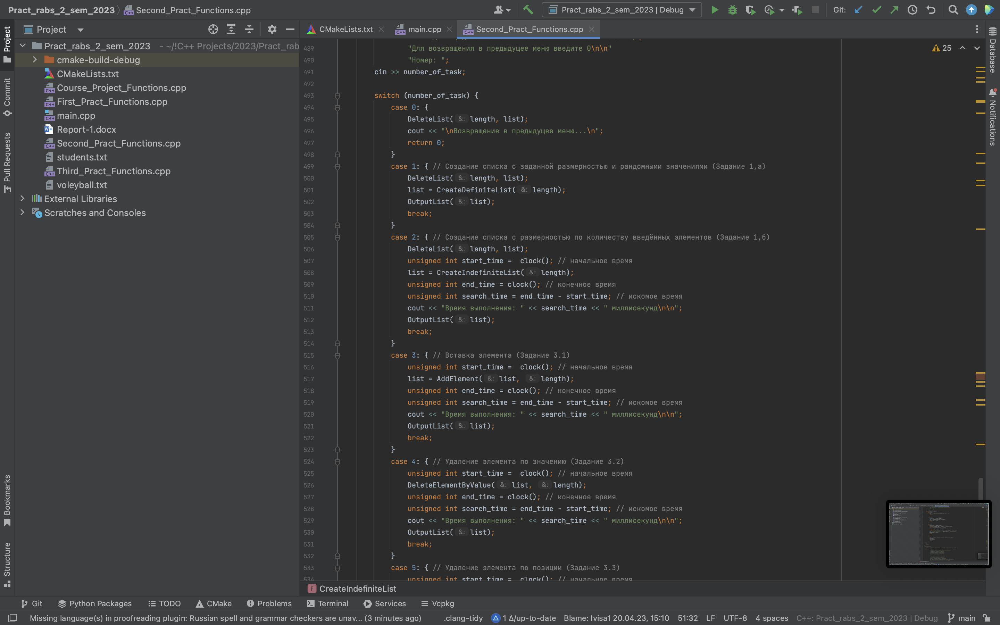 Pract_rabs_2_sem_2023 Second_Pract_Functions.cpp Pract_rabs_2_sem_2023 | Debug Git:
Project CMakeLists.txt main.cpp Second_Pract_Functions.cpp
Pract_rabs_2_sem_2023 - ~/!C++ Projects/2023/Pract_rab
cmake-build-debug
CMakeLists.txt
Course_Project_Functions.cpp
First_Pract_Functions.cpp
main.cpp
Report-1.docx
Second_Pract_Functions.cpp
students.txt
Third_Pract_Functions.cpp
voleyball.txt
External Libraries
Scratches and Consoles
Project
Commit
Pull Requests
Bookmarks
Structure
25
489 "Для возвращения в предыдущее меню введите 0\n\n"
490 "Номер: ";
491 cin >> number_of_task;
492
493 switch (number_of_task) {
494 case 0: {
495 DeleteList( &: length, list);
496 cout << "\nВозвращение в предыдущее меню...\n";
497 return 0;
498 }
499 case 1: { // Создание списка с заданной размерностью и рандомными значениями (Задание 1,а)
500 DeleteList( &: length, list);
501 list = CreateDefiniteList( &: length);
502 OutputList( &: list);
503 break;
504 }
505 case 2: { // Создание списка с размерностью по количеству введённых элементов (Задание 1,б)
506 DeleteList( &: length, list);
507 unsigned int start_time =  clock(); // начальное время
508 list = CreateIndefiniteList( &: length);
509 unsigned int end_time = clock(); // конечное время
510 unsigned int search_time = end_time - start_time; // искомое время
511 cout << "Время выполнения: " << search_time << " миллисекунд\n\n";
512 OutputList( &: list);
513 break;
514 }
515 case 3: { // Вставка элемента (Задание 3.1)
516 unsigned int start_time =  clock(); // начальное время
517 list = AddElement( &: list, &: length);
518 unsigned int end_time = clock(); // конечное время
519 unsigned int search_time = end_time - start_time; // искомое время
520 cout << "Время выполнения: " << search_time << " миллисекунд\n\n";
521 OutputList( &: list);
522 break;
523 }
524 case 4: { // Удаление элемента по значению (Задание 3.2)
525 unsigned int start_time =  clock(); // начальное время
526 DeleteElementByValue( &: list, &: length);
527 unsigned int end_time = clock(); // конечное время
528 unsigned int search_time = end_time - start_time; // искомое время
529 cout << "Время выполнения: " << search_time << " миллисекунд\n\n";
530 OutputList( &: list);
531 break;
532 }
533 case 5: { // Удаление элемента по позиции (Задание 3.3)
534 unsigned int start_time =  clock(); // начальное время
Database
Notifications
CreateIndefiniteList
Git Python Packages TODO CMake Problems Terminal Services Vcpkg
Missing language(s) in proofreading plugin: Russian spell and grammar checkers are unav... (3 minutes ago) .clang-tidy 1 Δ/up-to-date Blame: Ivisa1 20.04.23, 15:10 51:32 LF UTF-8 4 spaces C++: Pract_rabs_2_sem_2023 | Debug main